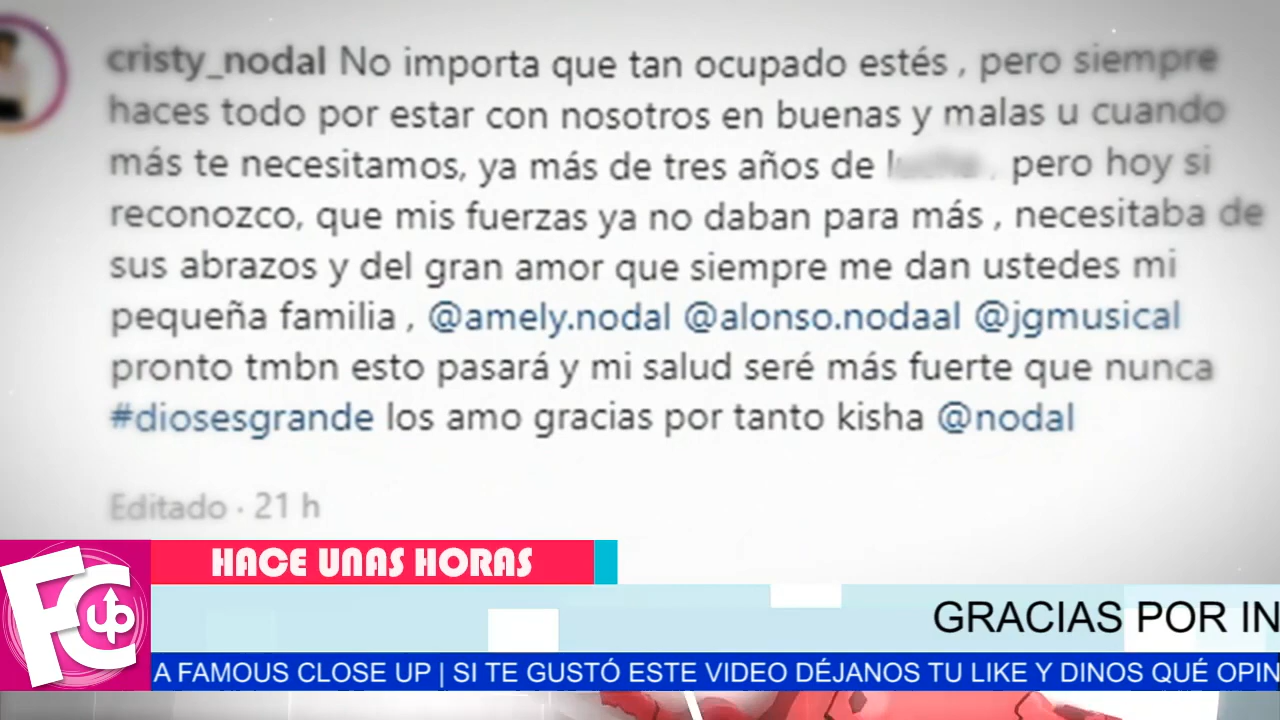 cristy_nodal No importa que tan ocupado estés , pero siempre
haces todo por estar con nosotros en buenas y malas u cuando
más te necesitamos, ya más de tres años de , pero hoy si
reconozco, que mis fuerzas ya no daban para más , necesitaba de
sus abrazos y del gran amor que siempre me dan ustedes mi
pequeña familia , @amely.nodal @alonso.nodaal @jgmusical
pronto tmbn esto pasará y mi salud seré más fuerte que nunca
#diosesgrande los amo gracias por tanto kisha @nodal
Editado · 21 h
HACE UNAS HORAS
FC up
GRACIAS POR IN
A FAMOUS CLOSE UP | SI TE GUSTÓ ESTE VIDEO DÉJANOS TU LIKE Y DINOS QUÉ OPIN